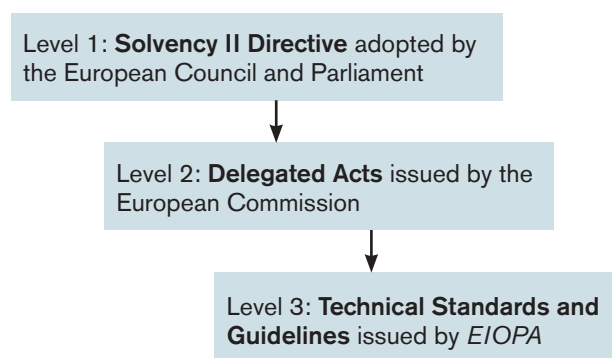 Level 1: Solvency II Directive adopted by
the European Council and Parliament
Level 2: Delegated Acts issued by the
European Commission
Level 3: Technical Standards and
Guidelines issued by EIOPA